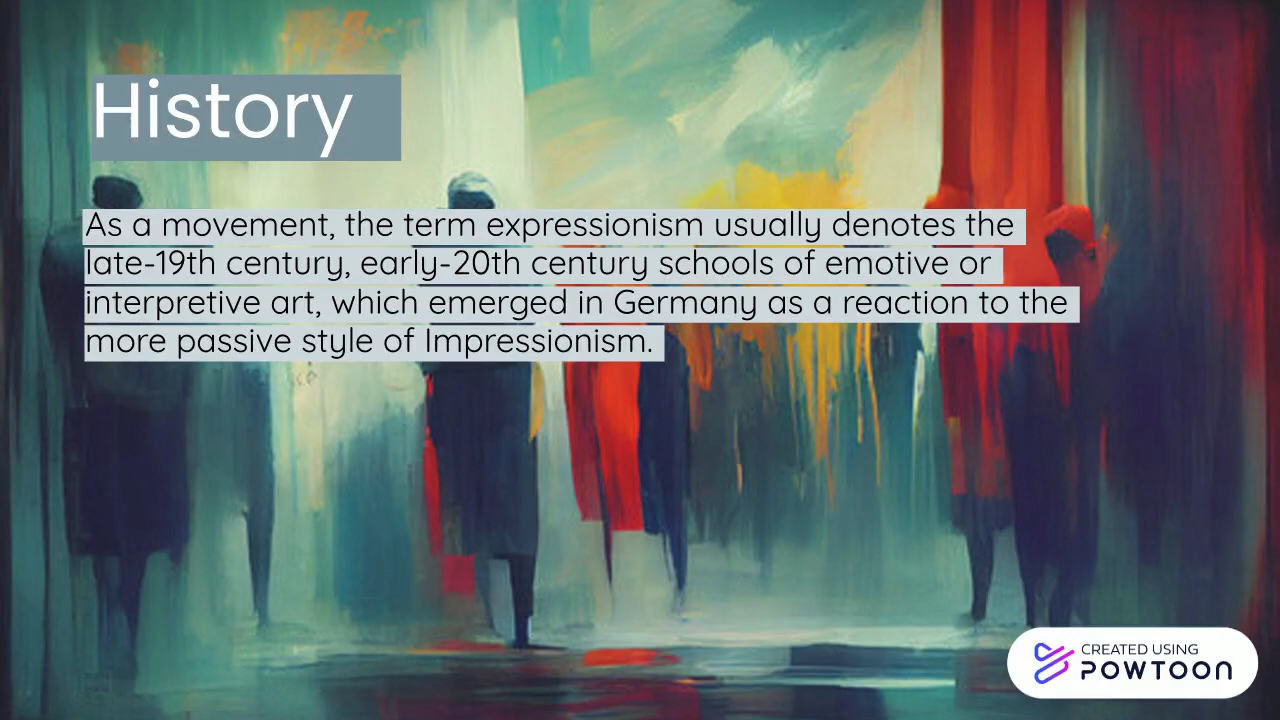 History
As a movement, the term expressionism usually denotes the
late-19th century, early-20th century schools of emotive or
interpretive art, which emerged in Germany as a reaction to the
more passive style of Impressionism.
CREATED USING
POWTOON